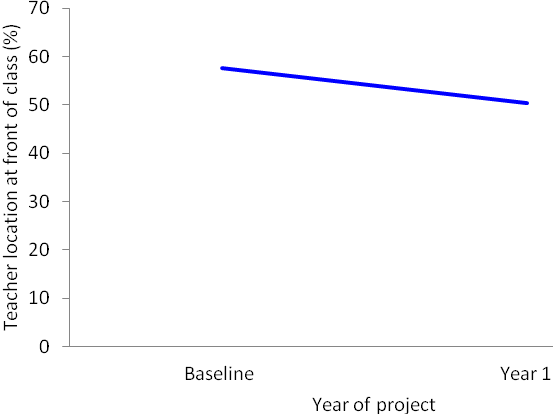 Teacher location at front of class (%)
70
60
50
40
30
20
10
0
Baseline
Year 1
Year of project